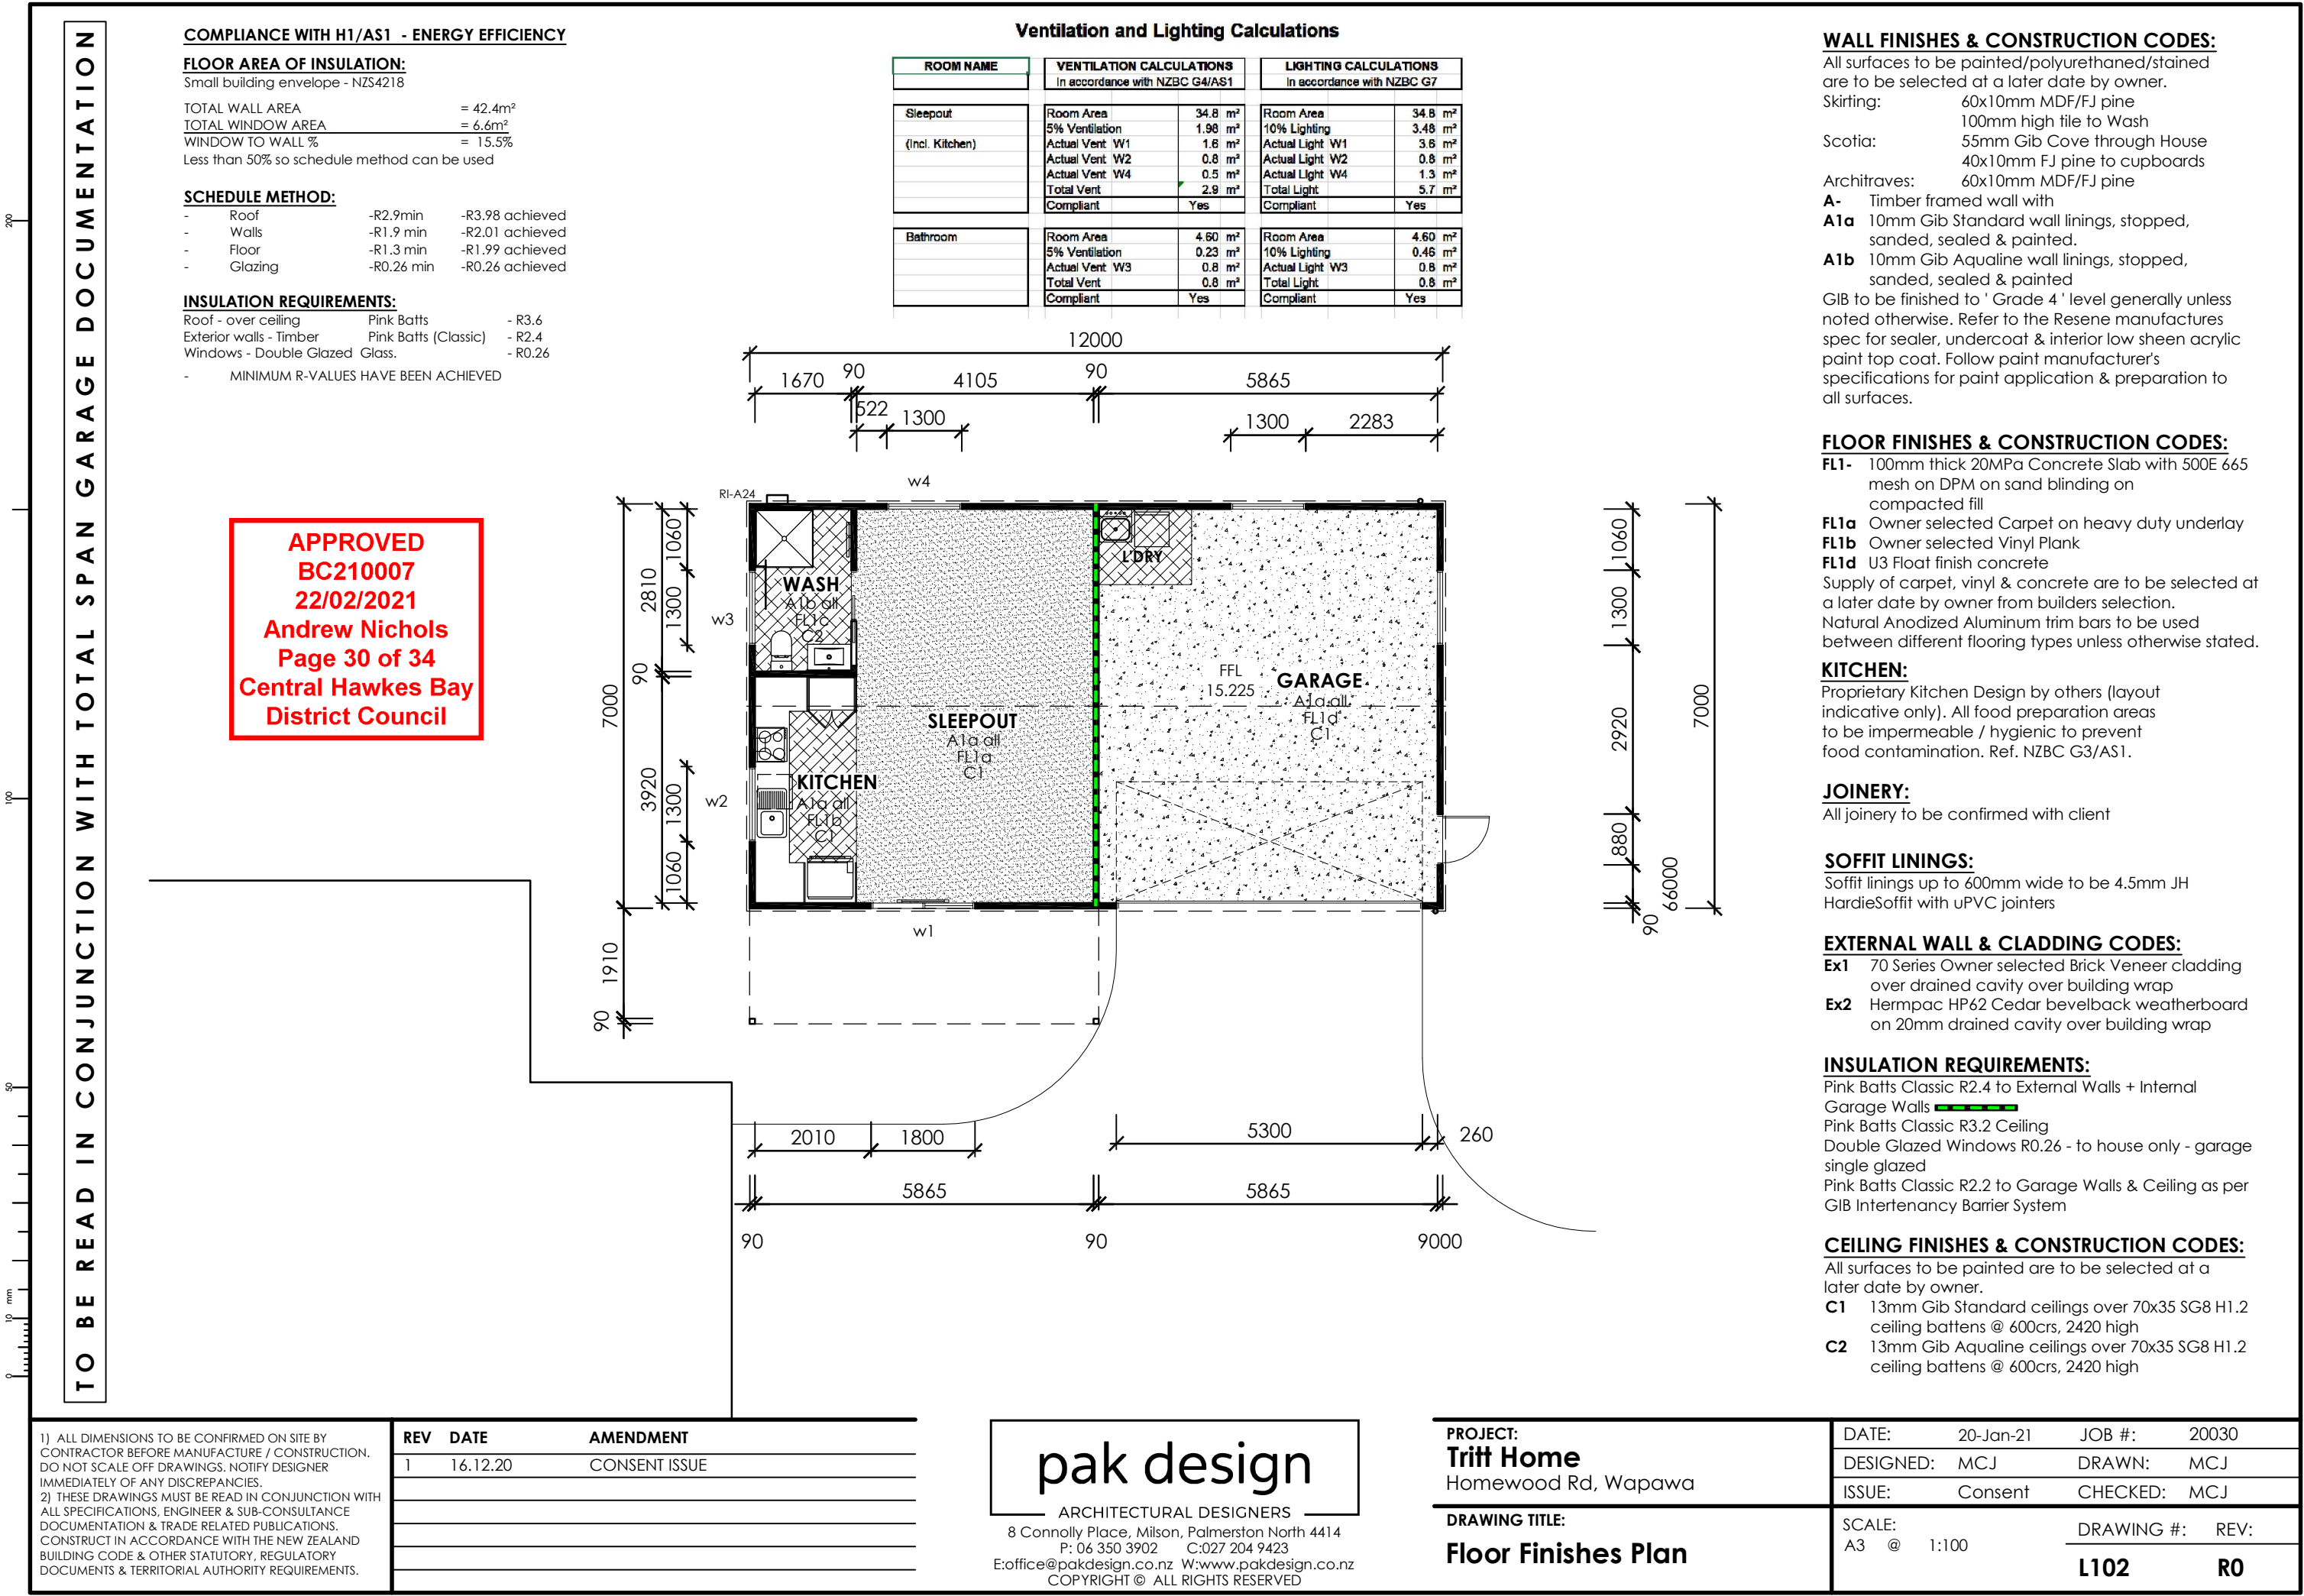 TO BE READ IN CONJUNCTION WITH TOTAL SPAN GARAGE DOCUMENTATION
200
100
50
10 mm
0
COMPLIANCE WITH H1/AS1 - ENERGY EFFICIENCY
FLOOR AREA OF INSULATION:
Small building envelope - NZS4218
TOTAL WALL AREA = 42.4m²
TOTAL WINDOW AREA = 6.6m²
WINDOW TO WALL % = 15.5%
Less than 50% so schedule method can be used
SCHEDULE METHOD:
- Roof -R2.9min -R3.98 achieved
- Walls -R1.9 min -R2.01 achieved
- Floor -R1.3 min -R1.99 achieved
- Glazing -R0.26 min -R0.26 achieved
INSULATION REQUIREMENTS:
Roof - over ceiling Pink Batts - R3.6
Exterior walls - Timber Pink Batts (Classic) - R2.4
Windows - Double Glazed Glass. - R0.26
- MINIMUM R-VALUES HAVE BEEN ACHIEVED
APPROVED
BC210007
22/02/2021
Andrew Nichols
Page 30 of 34
Central Hawkes Bay
District Council
Ventilation and Lighting Calculations
ROOM NAME VENTILATION CALCULATIONS LIGHTING CALCULATIONS
In accordance with NZBC G4/AS1 In accordance with NZBC G7
Sleepout Room Area 34.8 m² Room Area 34.8 m²
5% Ventilation 1.98 m² 10% Lighting 3.48 m²
(Incl. Kitchen) Actual Vent W1 1.6 m² Actual Light W1 3.6 m²
Actual Vent W2 0.8 m² Actual Light W2 0.8 m²
Actual Vent W4 0.5 m² Actual Light W4 1.3 m²
Total Vent 2.9 m² Total Light 5.7 m²
Compliant Yes Compliant Yes
Bathroom Room Area 4.60 m² Room Area 4.60 m²
5% Ventilation 0.23 m² 10% Lighting 0.46 m²
Actual Vent W3 0.8 m² Actual Light W3 0.8 m²
Total Vent 0.8 m² Total Light 0.8 m²
Compliant Yes Compliant Yes
12000
1670 90 4105 90 5865
522 1300 1300 2283
RI-A24
w4
w3
w2
w1
7000
1910
90
2810
90
3920
1060
1300
1300
1060
WASH
A1b all
FL1c
C2
KITCHEN
A1a all
FL1b
C1
SLEEPOUT
A1a all
FL1a
C1
L'DRY
FFL
15.225
GARAGE
A1a all
FL1d
C1
1060
1300
2920
880
90
66000
7000
2010 1800 5300 260
5865 5865
90 90 9000
WALL FINISHES & CONSTRUCTION CODES:
All surfaces to be painted/polyurethaned/stained
are to be selected at a later date by owner.
Skirting: 60x10mm MDF/FJ pine
100mm high tile to Wash
Scotia: 55mm Gib Cove through House
40x10mm FJ pine to cupboards
Architraves: 60x10mm MDF/FJ pine
A- Timber framed wall with
A1a 10mm Gib Standard wall linings, stopped,
sanded, sealed & painted.
A1b 10mm Gib Aqualine wall linings, stopped,
sanded, sealed & painted
GIB to be finished to ' Grade 4 ' level generally unless
noted otherwise. Refer to the Resene manufactures
spec for sealer, undercoat & interior low sheen acrylic
paint top coat. Follow paint manufacturer's
specifications for paint application & preparation to
all surfaces.
FLOOR FINISHES & CONSTRUCTION CODES:
FL1- 100mm thick 20MPa Concrete Slab with 500E 665
mesh on DPM on sand blinding on
compacted fill
FL1a Owner selected Carpet on heavy duty underlay
FL1b Owner selected Vinyl Plank
FL1d U3 Float finish concrete
Supply of carpet, vinyl & concrete are to be selected at
a later date by owner from builders selection.
Natural Anodized Aluminum trim bars to be used
between different flooring types unless otherwise stated.
KITCHEN:
Proprietary Kitchen Design by others (layout
indicative only). All food preparation areas
to be impermeable / hygienic to prevent
food contamination. Ref. NZBC G3/AS1.
JOINERY:
All joinery to be confirmed with client
SOFFIT LININGS:
Soffit linings up to 600mm wide to be 4.5mm JH
HardieSoffit with uPVC jointers
EXTERNAL WALL & CLADDING CODES:
Ex1 70 Series Owner selected Brick Veneer cladding
over drained cavity over building wrap
Ex2 Hermpac HP62 Cedar bevelback weatherboard
on 20mm drained cavity over building wrap
INSULATION REQUIREMENTS:
Pink Batts Classic R2.4 to External Walls + Internal
Garage Walls
Pink Batts Classic R3.2 Ceiling
Double Glazed Windows R0.26 - to house only - garage
single glazed
Pink Batts Classic R2.2 to Garage Walls & Ceiling as per
GIB Intertenancy Barrier System
CEILING FINISHES & CONSTRUCTION CODES:
All surfaces to be painted are to be selected at a
later date by owner.
C1 13mm Gib Standard ceilings over 70x35 SG8 H1.2
ceiling battens @ 600crs, 2420 high
C2 13mm Gib Aqualine ceilings over 70x35 SG8 H1.2
ceiling battens @ 600crs, 2420 high
1) ALL DIMENSIONS TO BE CONFIRMED ON SITE BY
CONTRACTOR BEFORE MANUFACTURE / CONSTRUCTION.
DO NOT SCALE OFF DRAWINGS. NOTIFY DESIGNER
IMMEDIATELY OF ANY DISCREPANCIES.
2) THESE DRAWINGS MUST BE READ IN CONJUNCTION WITH
ALL SPECIFICATIONS, ENGINEER & SUB-CONSULTANCE
DOCUMENTATION & TRADE RELATED PUBLICATIONS.
CONSTRUCT IN ACCORDANCE WITH THE NEW ZEALAND
BUILDING CODE & OTHER STATUTORY, REGULATORY
DOCUMENTS & TERRITORIAL AUTHORITY REQUIREMENTS.
REV DATE AMENDMENT
1 16.12.20 CONSENT ISSUE
pak design
ARCHITECTURAL DESIGNERS
8 Connolly Place, Milson, Palmerston North 4414
P: 06 350 3902 C:027 204 9423
E:office@pakdesign.co.nz W:www.pakdesign.co.nz
COPYRIGHT © ALL RIGHTS RESERVED
PROJECT:
Tritt Home
Homewood Rd, Wapawa
DRAWING TITLE:
Floor Finishes Plan
DATE: 20-Jan-21 JOB #: 20030
DESIGNED: MCJ DRAWN: MCJ
ISSUE: Consent CHECKED: MCJ
SCALE:
A3 @ 1:100
DRAWING #: REV:
L102 R0